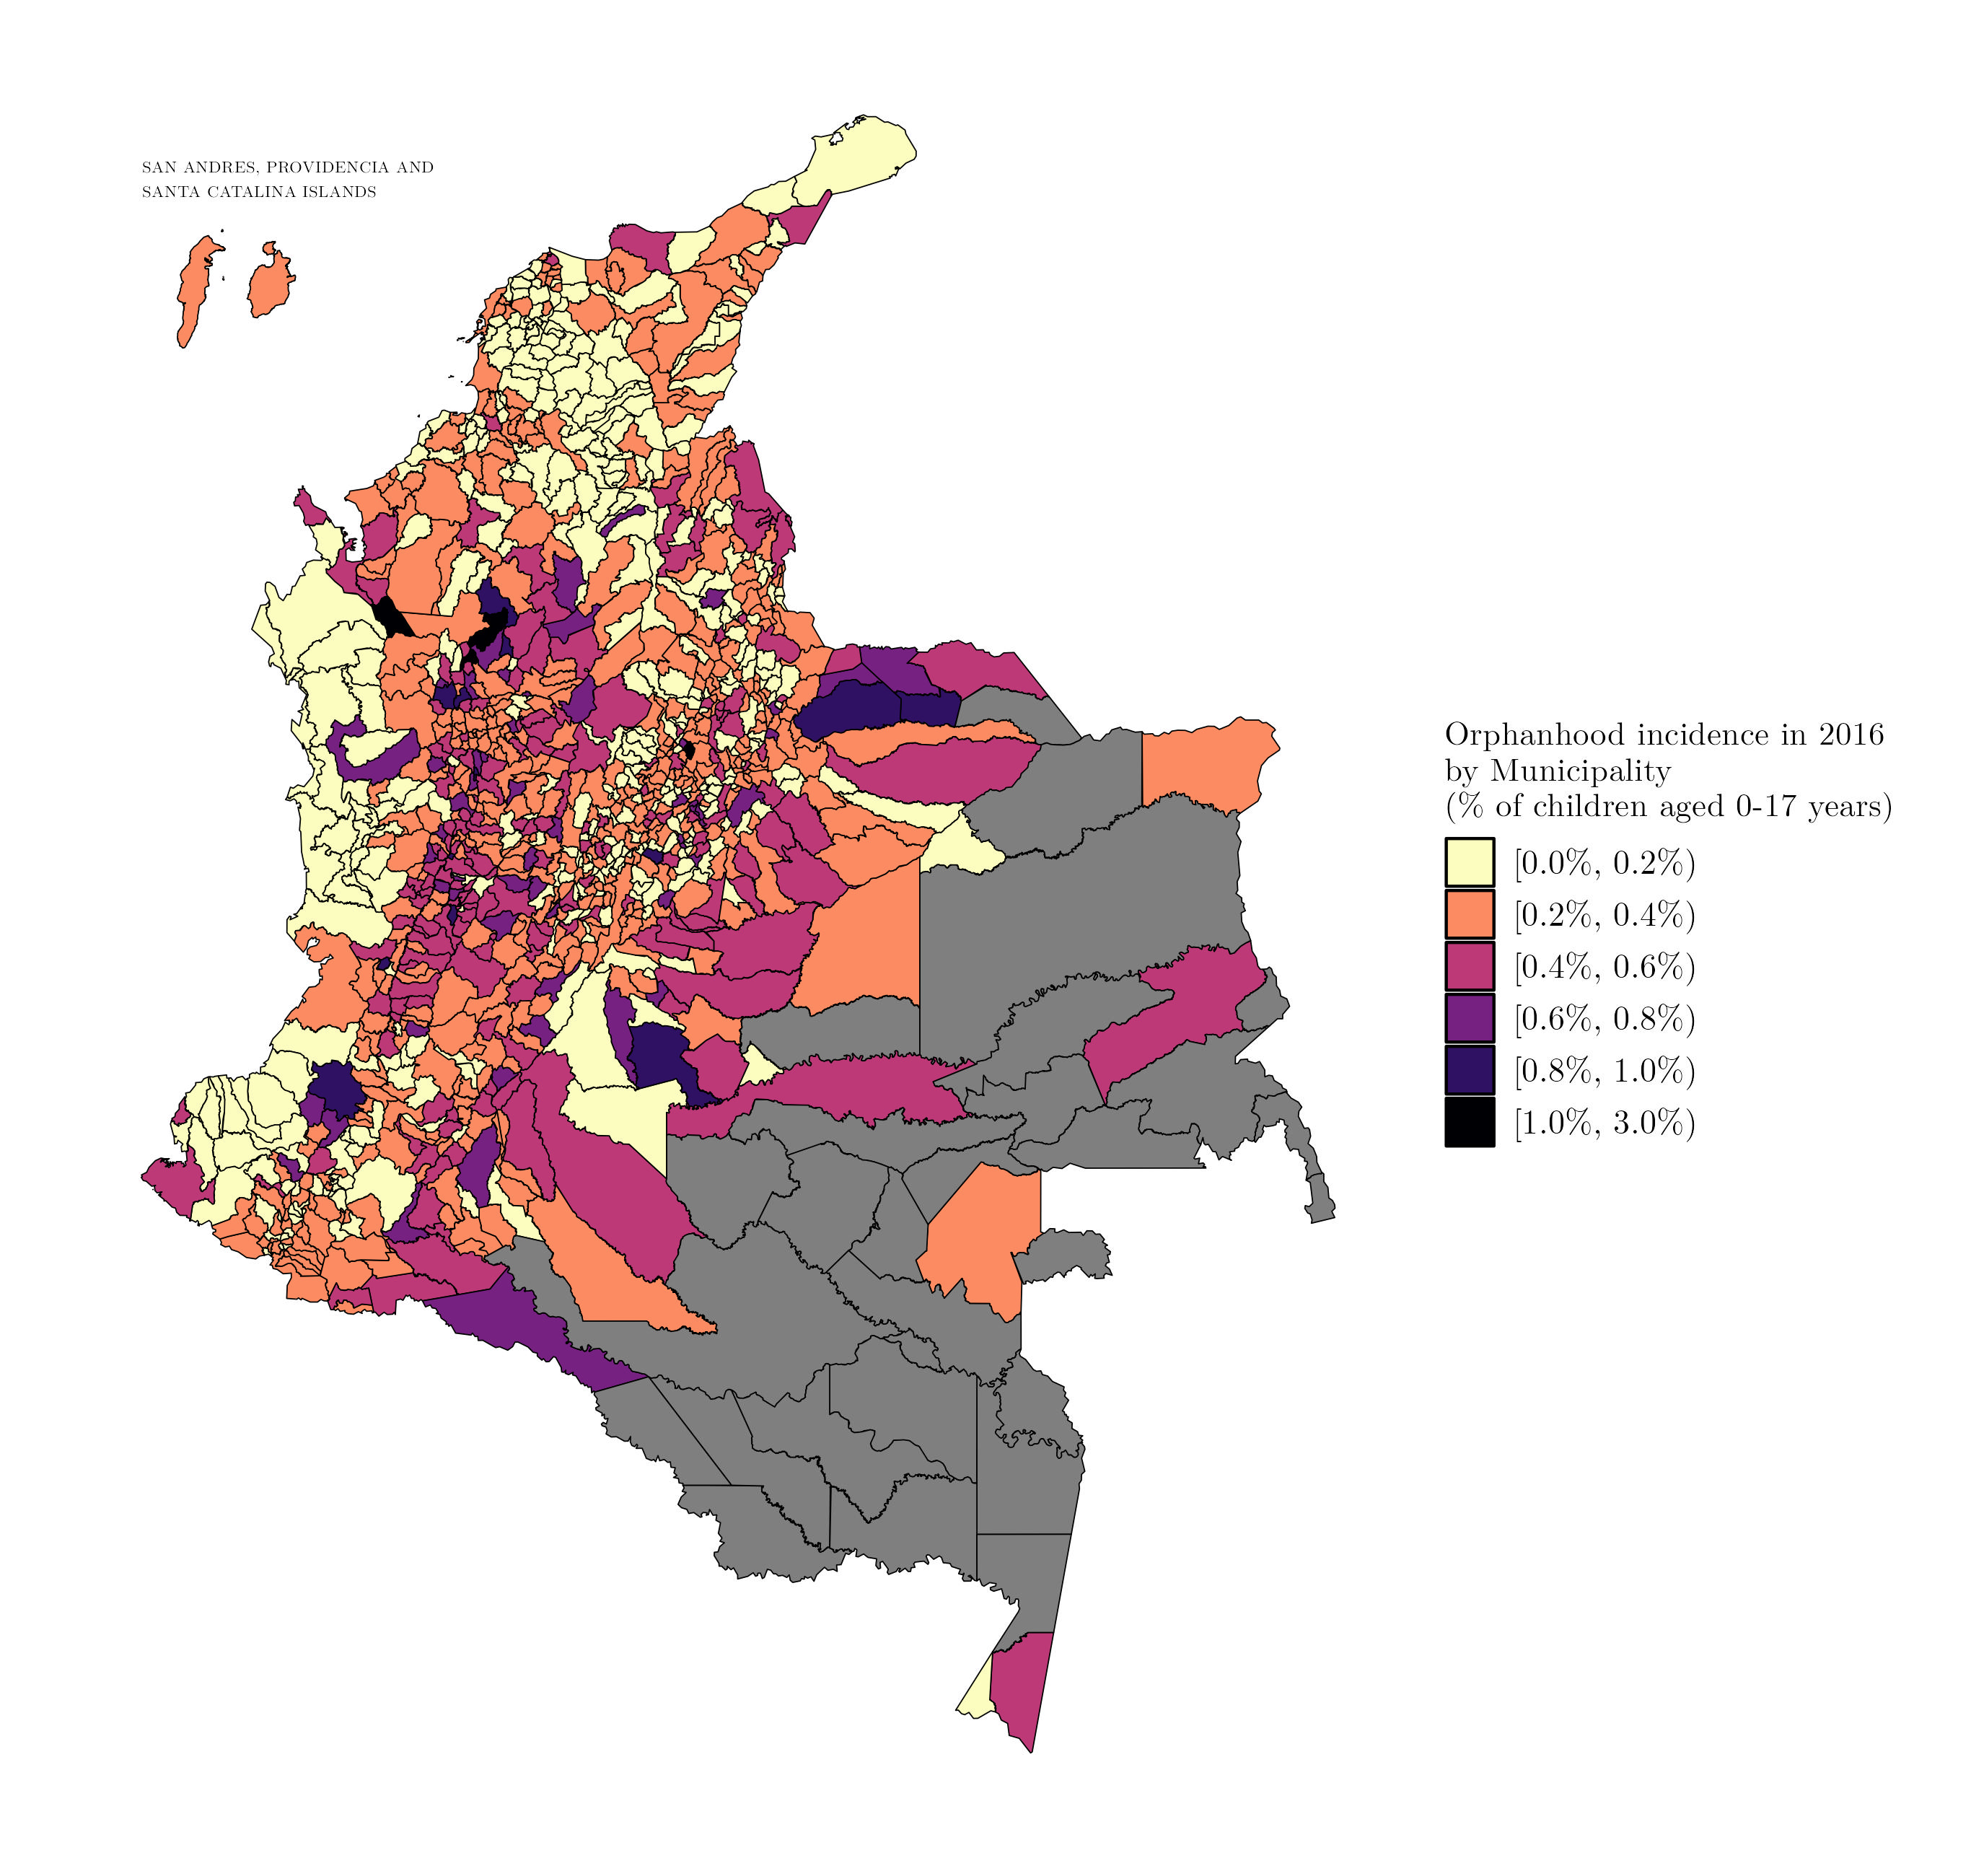 SAN ANDRES, PROVIDENCIA AND
SANTA CATALINA ISLANDS
Orphanhood incidence in 2016
by Municipality
(% of children aged 0-17 years)
[0.0%, 0.2%)
[0.2%, 0.4%)
[0.4%, 0.6%)
[0.6%, 0.8%)
[0.8%, 1.0%)
[1.0%, 3.0%)